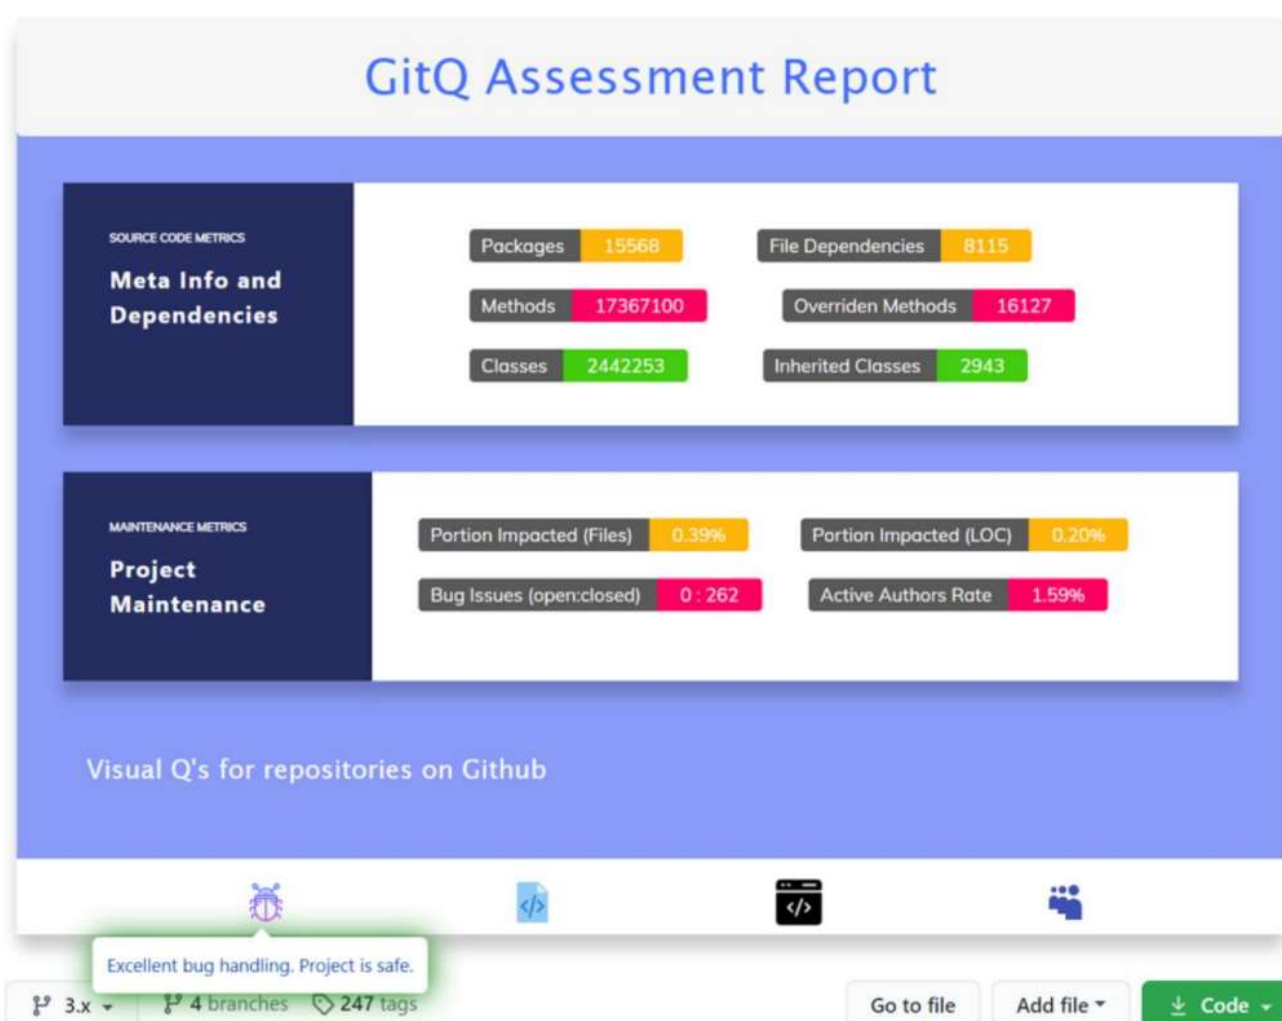 GitQ Assessment Report
SOURCE CODE METRICS
Meta Info and
Dependencies
Packages 15568 File Dependencies 8115
Methods 17367100 Overriden Methods 16127
Classes 2442253 Inherited Classes 2943
MAINTENANCE METRICS
Project
Maintenance
Portion Impacted (Files) 0.39% Portion Impacted (LOC) 0.20%
Bug Issues (open:closed) 0 : 262 Active Authors Rate 1.59%
Visual Q's for repositories on Github
</>
</>
Excellent bug handling. Project is safe.
3.x 4 branches 247 tags Go to file Add file Code